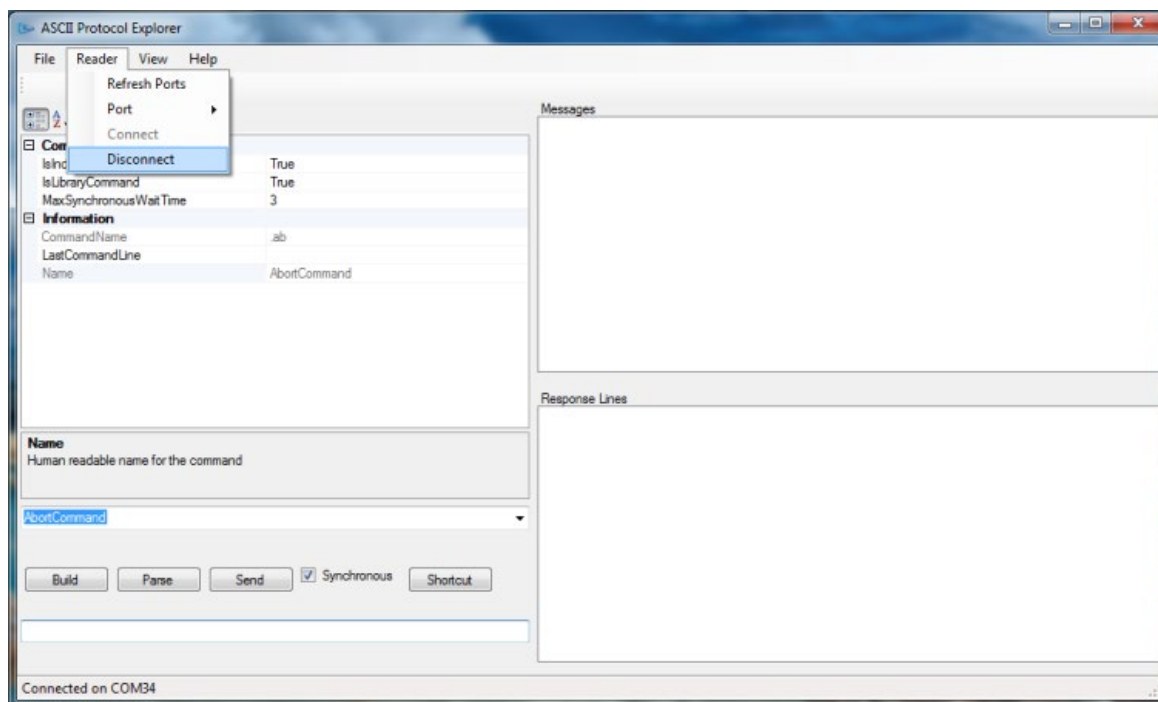 ASCII Protocol Explorer
File Reader View Help
Refresh Ports
Port
Connect
Disconnect
Messages
True
IsLibraryCommand True
MaxSynchronousWaitTime 3
Information
CommandName .ab
LastCommandLine
Name AbortCommand
Response Lines
Name
Human readable name for the command
AbortCommand
Build Parse Send Synchronous Shortcut
Connected on COM34